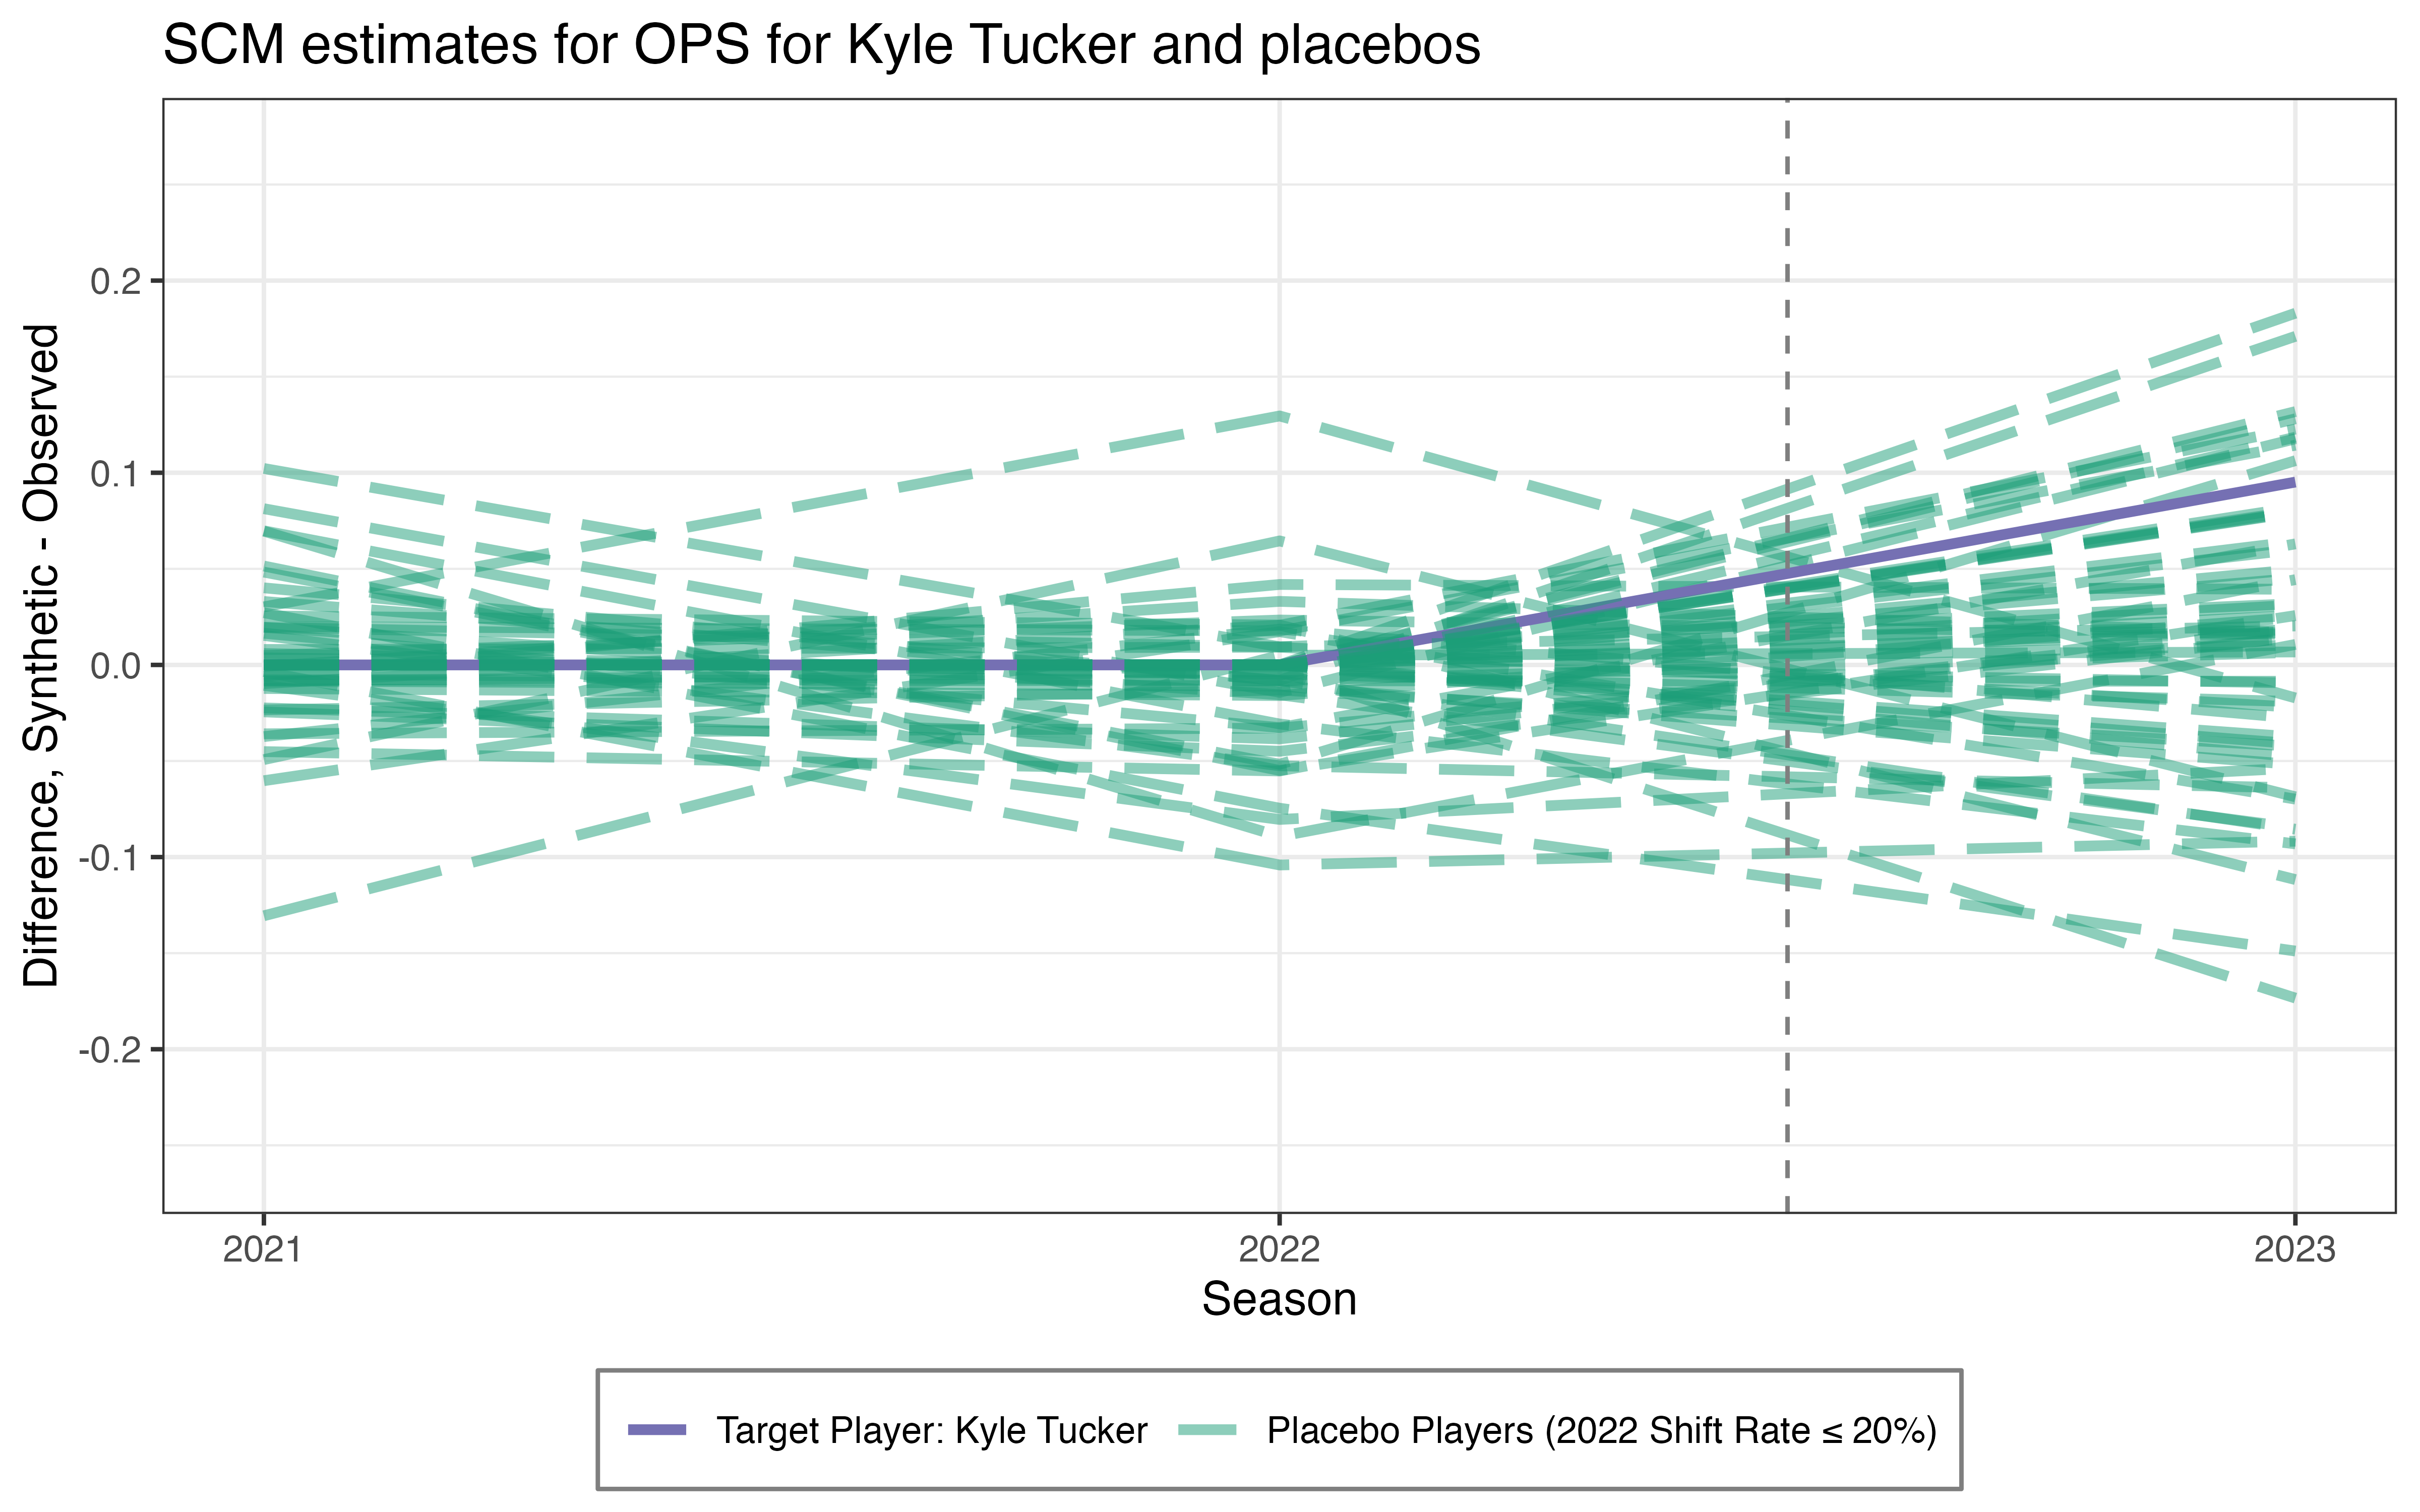 SCM estimates for OPS for Kyle Tucker and placebos
Difference, Synthetic - Observed
0.2
0.1
0.0
-0.1
-0.2
2021 2022 2023
Season
Target Player: Kyle Tucker Placebo Players (2022 Shift Rate ≤ 20%)